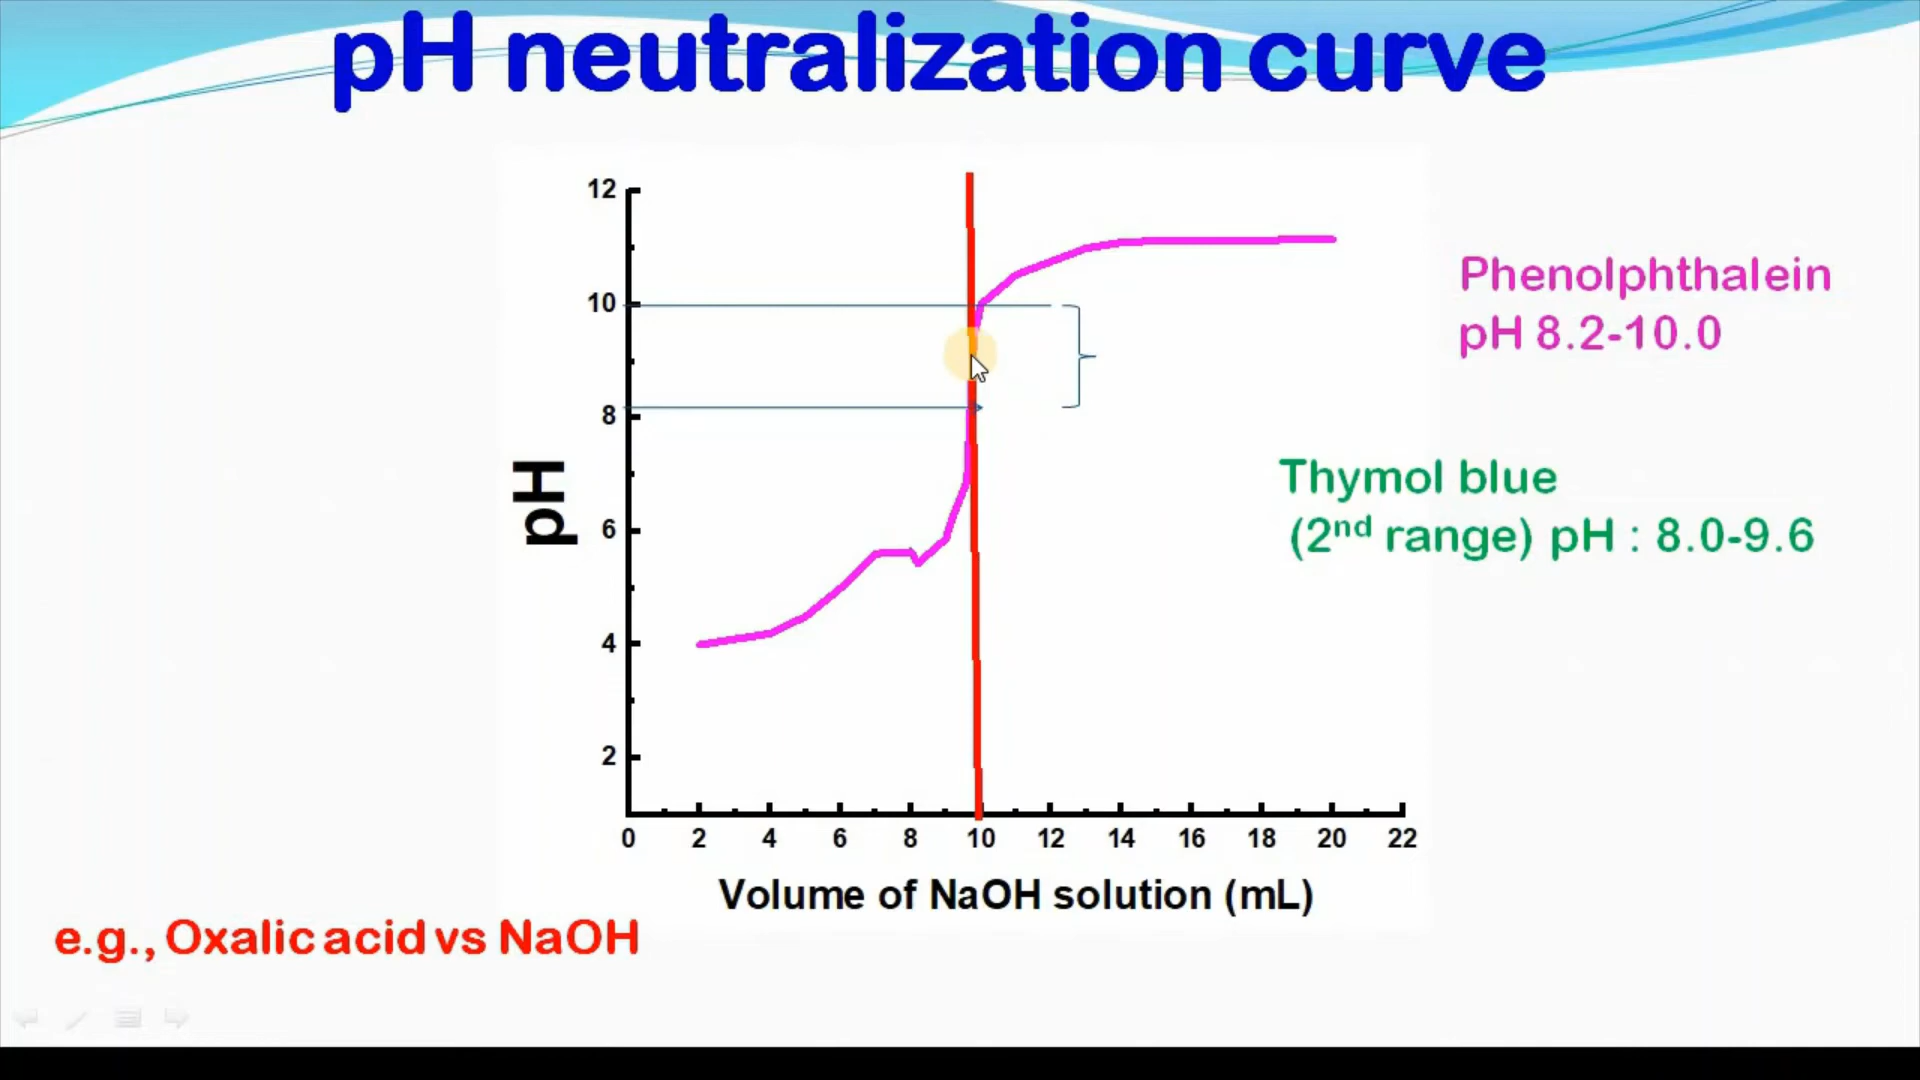 pH neutralization curve
12
10
8
6
4
2
pH
0 2 4 6 8 10 12 14 16 18 20 22
Volume of NaOH solution (mL)
Phenolphthalein
pH 8.2-10.0
Thymol blue
(2nd range) pH : 8.0-9.6
e.g., Oxalic acid vs NaOH